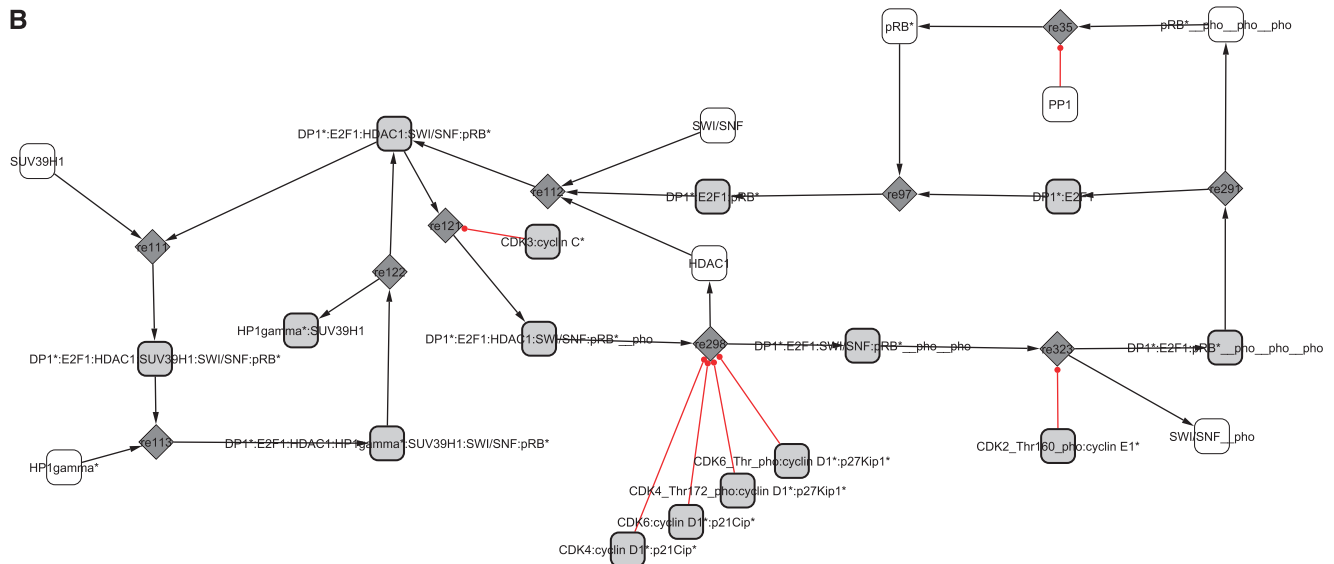 B
pRB*
re35
pRB*__pho__pho__pho
PP1
SWI/SNF
DP1*:E2F1:HDAC1:SWI/SNF:pRB*
SUV39H1
re112
DP1*:E2F1:pRB*
re97
DP1*:E2F1
re291
re121
CDK3:cyclin C*
re111
HDAC1
re122
HP1gamma*:SUV39H1
DP1*:E2F1:HDAC1:SWI/SNF:pRB*__pho
re298
DP1*:E2F1:SWI/SNF:pRB*__pho__pho
re323
DP1*:E2F1:pRB*__pho__pho__pho
DP1*:E2F1:HDAC1:SUV39H1:SWI/SNF:pRB*
re113
DP1*:E2F1:HDAC1:HP1gamma*:SUV39H1:SWI/SNF:pRB*
SWI/SNF__pho
CDK2_Thr160_pho:cyclin E1*
HP1gamma*
CDK6_Thr_pho:cyclin D1*:p27Kip1*
CDK4_Thr172_pho:cyclin D1*:p27Kip1*
CDK6:cyclin D1*:p21Cip*
CDK4:cyclin D1*:p21Cip*